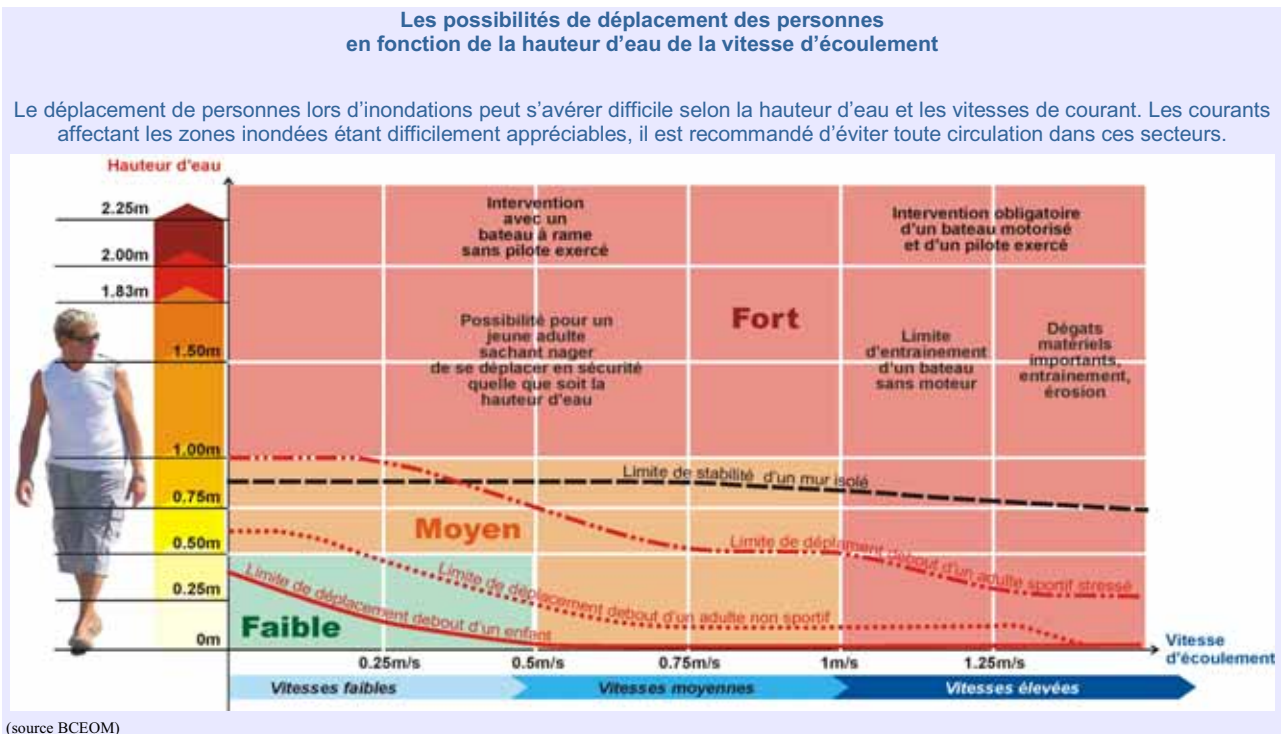 Les possibilités de déplacement des personnes
en fonction de la hauteur d'eau de la vitesse d'écoulement
Le déplacement de personnes lors d'inondations peut s'avérer difficile selon la hauteur d'eau et les vitesses de courant. Les courants
affectant les zones inondées étant difficilement appréciables, il est recommandé d'éviter toute circulation dans ces secteurs.
Hauteur d'eau
2.25m
2.00m
1.83m
1.50m
1.00m
0.75m
0.50m
0.25m
0m
Intervention
avec un
bateau à rame
sans pilote exercé
Intervention obligatoire
d'un bateau motorisé
et d'un pilote exercé
Possibilité pour un
jeune adulte
sachant nager
de se déplacer en sécurité
quelle que soit la
hauteur d'eau
Fort
Limite
d'entrainement
d'un bateau
sans moteur
Dégats
matériels
importants,
entrainement,
érosion
Limite de stabilité d'un mur isolé
Moyen
Limite de déplament debout d'un adulte sportif stressé
Limite de déplacement debout d'un adulte non sportif
Limite de déplacement debout d'un enfant
Faible
0.25m/s
0.5m/s
0.75m/s
1m/s
1.25m/s
Vitesse
d'écoulement
Vitesses faibles
Vitesses moyennes
Vitesses élevées
(source BCEOM)